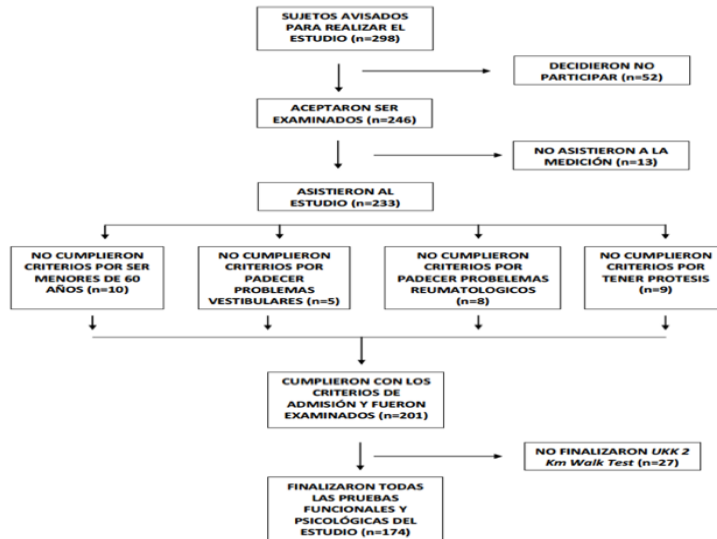 SUJETOS AVISADOS
PARA REALIZAR EL
ESTUDIO (n=298)
DECIDIERON NO
PARTICIPAR (n=52)
ACEPTARON SER
EXAMINADOS (n=246)
NO ASISTIERON A LA
MEDICIÓN (n=13)
ASISTIERON AL
ESTUDIO (n=233)
NO CUMPLIERON
CRITERIOS POR SER
MENORES DE 60
AÑOS (n=10)
NO CUMPLIERON
CRITERIOS POR
PADECER
PROBLEMAS
VESTIBULARES (n=5)
NO CUMPLIERON
CRITERIOS POR
PADECER PROBELEMAS
REUMATOLOGICOS
(n=8)
NO CUMPLIERON
CRITERIOS POR
TENER PROTESIS
(n=9)
CUMPLIERON CON LOS
CRITERIOS DE
ADMISIÓN Y FUERON
EXAMINADOS (n=201)
NO FINALIZARON UKK 2
Km Walk Test (n=27)
FINALIZARON TODAS
LAS PRUEBAS
FUNCIONALES Y
PSICOLÓGICAS DEL
ESTUDIO (n=174)